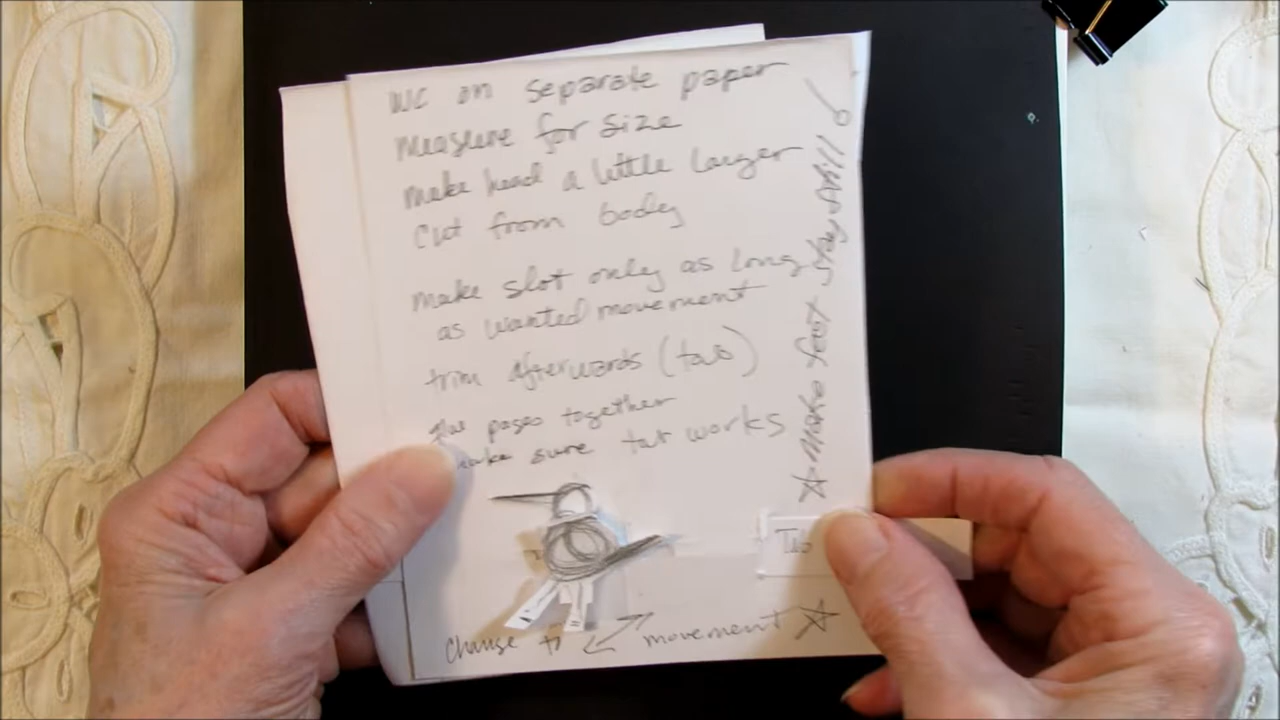 WC on separate paper
measure for size
make head a little larger
cut from body
make slot only as long
as wanted movement
trim afterwards (tab)
glue pages together
make sure tab works
change to movement
Make feet stay still
Tab